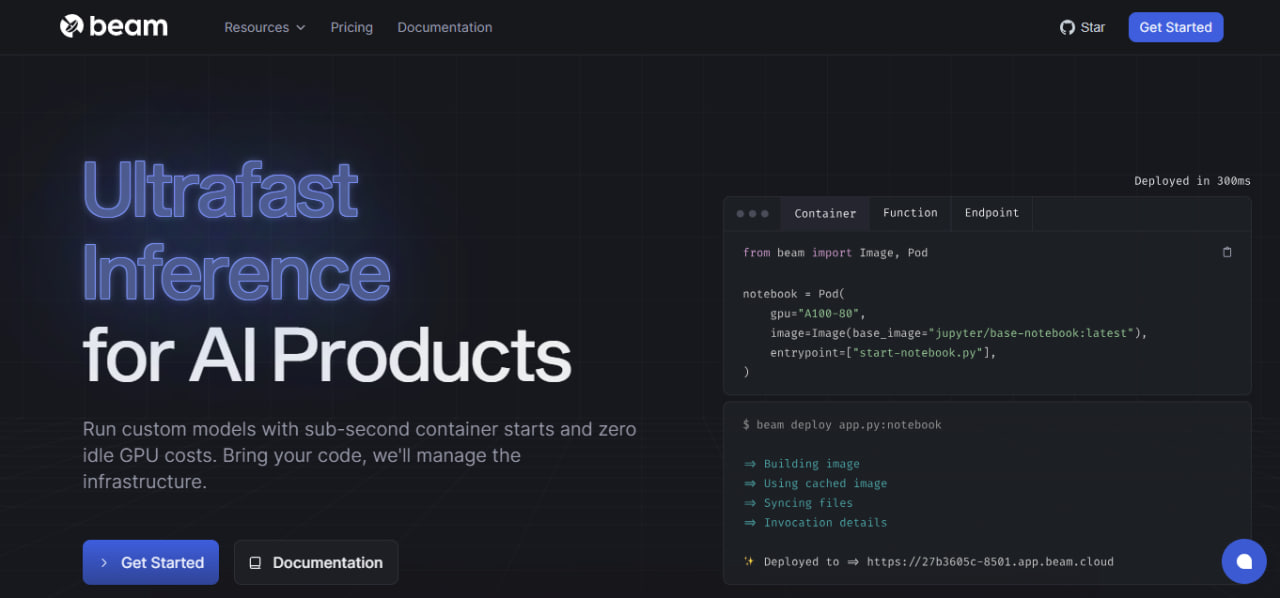 beam
Resources
Pricing
Documentation
Star
Get Started
Ultrafast
Inference
for AI Products
Run custom models with sub-second container starts and zero
idle GPU costs. Bring your code, we'll manage the
infrastructure.
Get Started
Documentation
Deployed in 300ms
Container
Function
Endpoint
from beam import Image, Pod
notebook = Pod(
    gpu="A100-80",
    image=Image(base_image="jupyter/base-notebook:latest"),
    entrypoint=["start-notebook.py"],
)
$ beam deploy app.py:notebook
⇒ Building image
⇒ Using cached image
⇒ Syncing files
⇒ Invocation details
✨ Deployed to ⇒ https://27b3605c-8501.app.beam.cloud